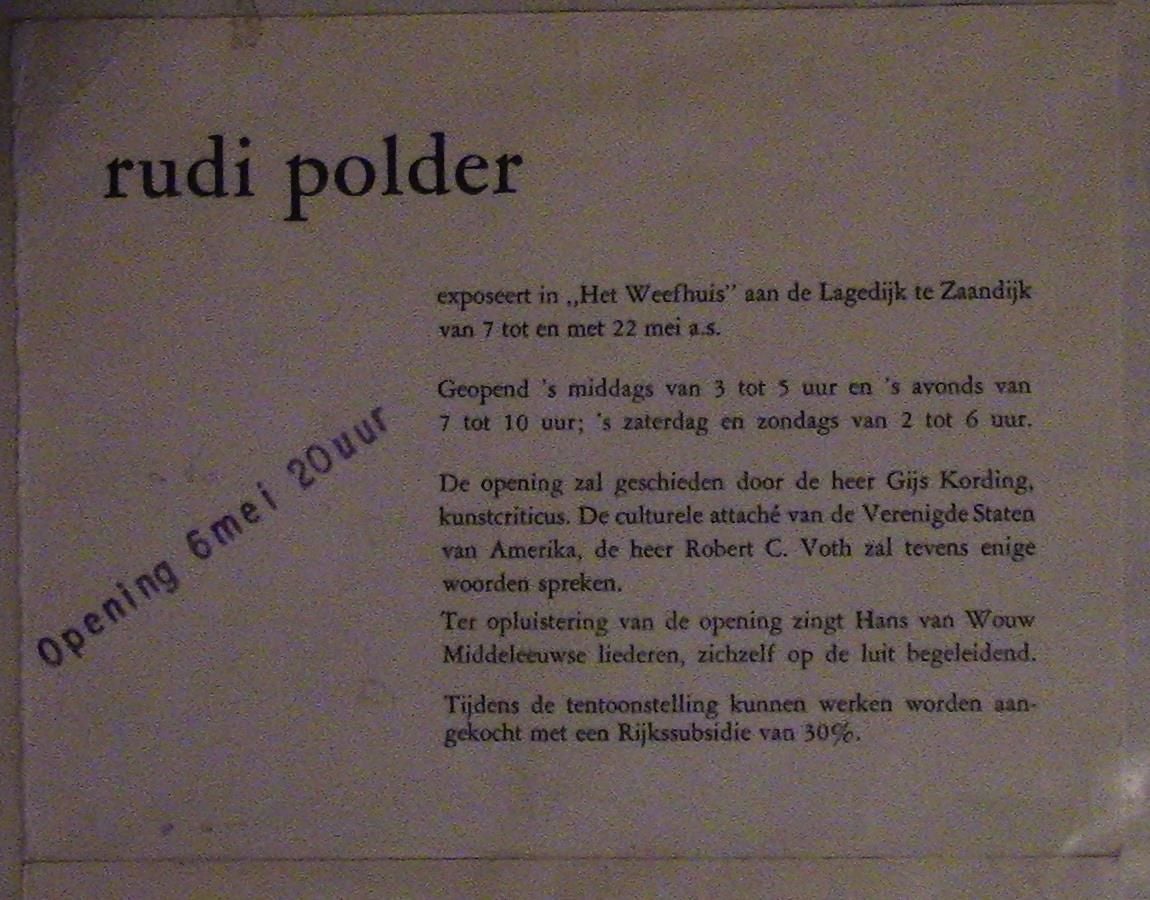 rudi polder
exposeert in „Het Weefhuis” aan de Lagedijk te Zaandijk
van 7 tot en met 22 mei a.s.
Geopend 's middags van 3 tot 5 uur en 's avonds van
7 tot 10 uur; 's zaterdag en zondags van 2 tot 6 uur.
De opening zal geschieden door de heer Gijs Kording,
kunstcriticus. De culturele attaché van de Verenigde Staten
van Amerika, de heer Robert C. Voth zal tevens enige
woorden spreken.
Ter opluistering van de opening zingt Hans van Wouw
Middeleeuwse liederen, zichzelf op de luit begeleidend.
Tijdens de tentoonstelling kunnen werken worden aan-
gekocht met een Rijkssubsidie van 30%.
Opening 6mei 20uur